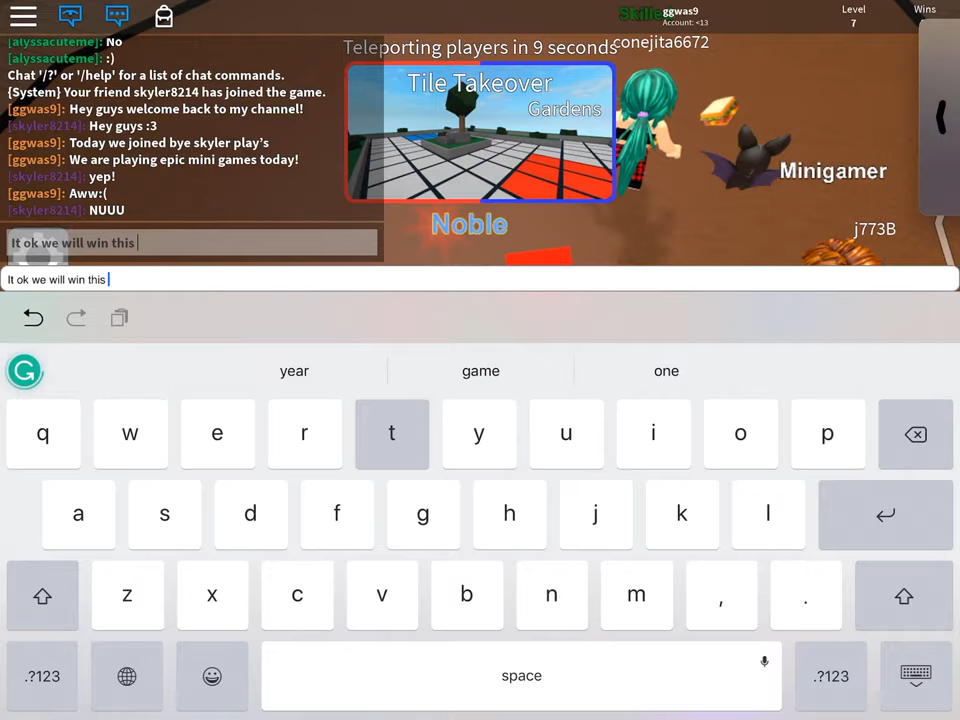 ggwas9
Account: <13
Level
7
Wins
[alyssacuteme]: No
[alyssacuteme]: :)
Chat '/?' or '/help' for a list of chat commands.
{System} Your friend skyler8214 has joined the game.
[ggwas9]: Hey guys welcome back to my channel!
[skyler8214]: Hey guys :3
[ggwas9]: Today we joined bye skyler play's
[ggwas9]: We are playing epic mini games today!
[skyler8214]: yep!
[ggwas9]: Aww:(
[skyler8214]: NUUU
It ok we will win this
Teleporting players in 9 seconds
Tile Takeover
Gardens
Noble
conejita6672
Minigamer
j773B
It ok we will win this
year game one
q w e r t y u i o p
a s d f g h j k l
z x c v b n m , .
.?123 space .?123